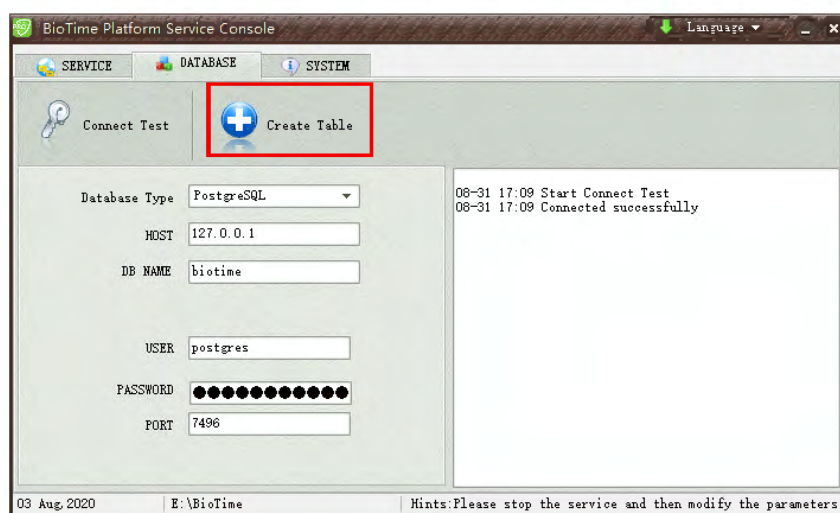 PRO
BioTime Platform Service Console
Language
SERVICE
DATABASE
SYSTEM
Connect Test
Create Table
Database Type PostgreSQL
HOST 127.0.0.1
DB NAME biotime
USER postgres
PASSWORD ●●●●●●●●●●●
PORT 7496
08-31 17:09 Start Connect Test
08-31 17:09 Connected successfully
03 Aug,2020 E:\BioTime Hints:Please stop the service and then modify the parameters